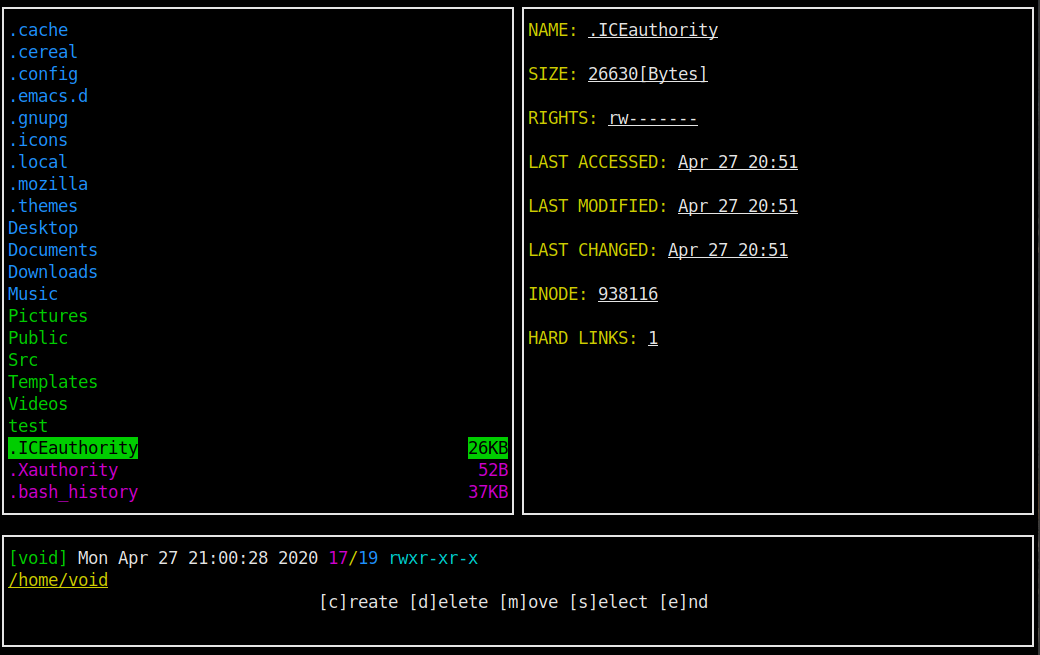 .cache
.cereal
.config
.emacs.d
.gnupg
.icons
.local
.mozilla
.themes
Desktop
Documents
Downloads
Music
Pictures
Public
Src
Templates
Videos
test
.ICEauthority 26KB
.Xauthority 52B
.bash_history 37KB
NAME: .ICEauthority
SIZE: 26630[Bytes]
RIGHTS: rw-------
LAST ACCESSED: Apr 27 20:51
LAST MODIFIED: Apr 27 20:51
LAST CHANGED: Apr 27 20:51
INODE: 938116
HARD LINKS: 1
[void] Mon Apr 27 21:00:28 2020 17/19 rwxr-xr-x
/home/void
[c]reate [d]elete [m]ove [s]elect [e]nd